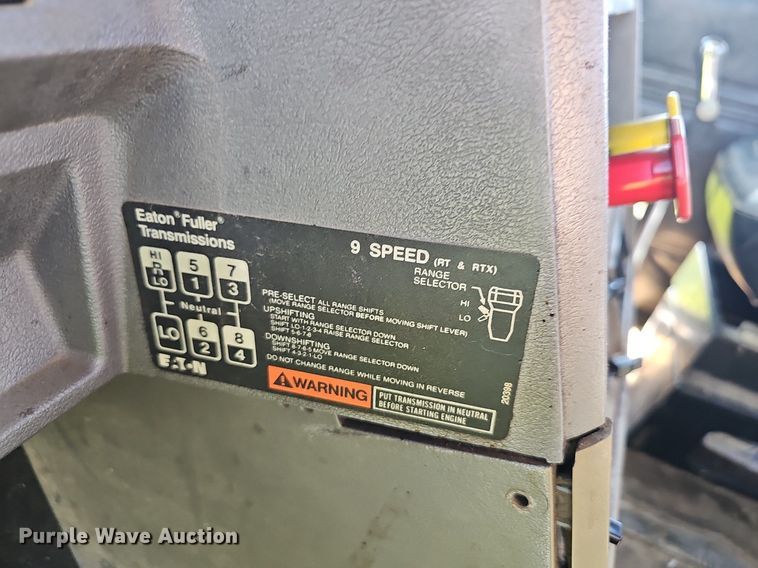 Eaton® Fuller®
Transmissions
9 SPEED (RT & RTX)
HI
R
LO
5
1
7
3
Neutral
LO
6
2
8
4
EATON
RANGE
SELECTOR
HI
LO
PRE-SELECT ALL RANGE SHIFTS
(MOVE RANGE SELECTOR BEFORE MOVING SHIFT LEVER)
UPSHIFTING
START WITH RANGE SELECTOR DOWN
SHIFT LO-1-2-3-4 RAISE RANGE SELECTOR
SHIFT 5-6-7-8
DOWNSHIFTING
SHIFT 8-7-6-5 MOVE RANGE SELECTOR DOWN
SHIFT 4-3-2-1-LO
DO NOT CHANGE RANGE WHILE MOVING IN REVERSE
WARNING
PUT TRANSMISSION IN NEUTRAL
BEFORE STARTING ENGINE
20398
Purple Wave Auction